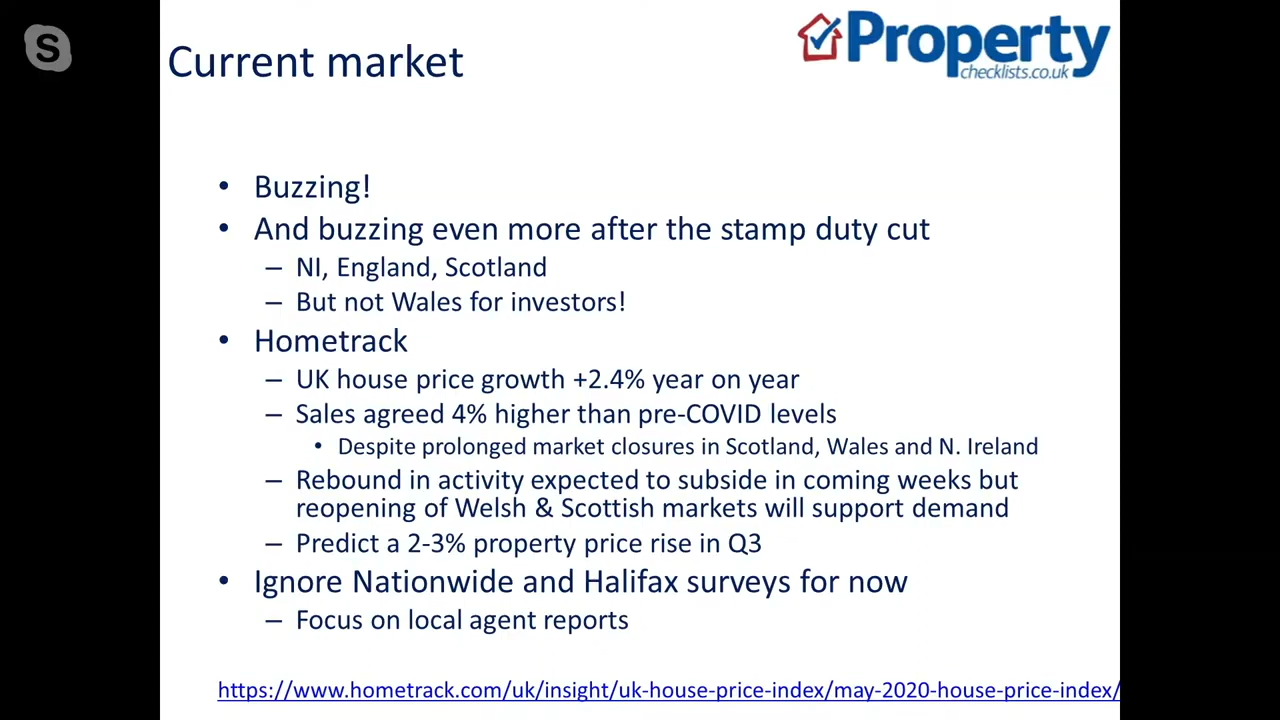 S
Current market
Property
checklists.co.uk
• Buzzing!
• And buzzing even more after the stamp duty cut
– NI, England, Scotland
– But not Wales for investors!
• Hometrack
– UK house price growth +2.4% year on year
– Sales agreed 4% higher than pre-COVID levels
• Despite prolonged market closures in Scotland, Wales and N. Ireland
– Rebound in activity expected to subside in coming weeks but
reopening of Welsh & Scottish markets will support demand
– Predict a 2-3% property price rise in Q3
• Ignore Nationwide and Halifax surveys for now
– Focus on local agent reports
https://www.hometrack.com/uk/insight/uk-house-price-index/may-2020-house-price-index/